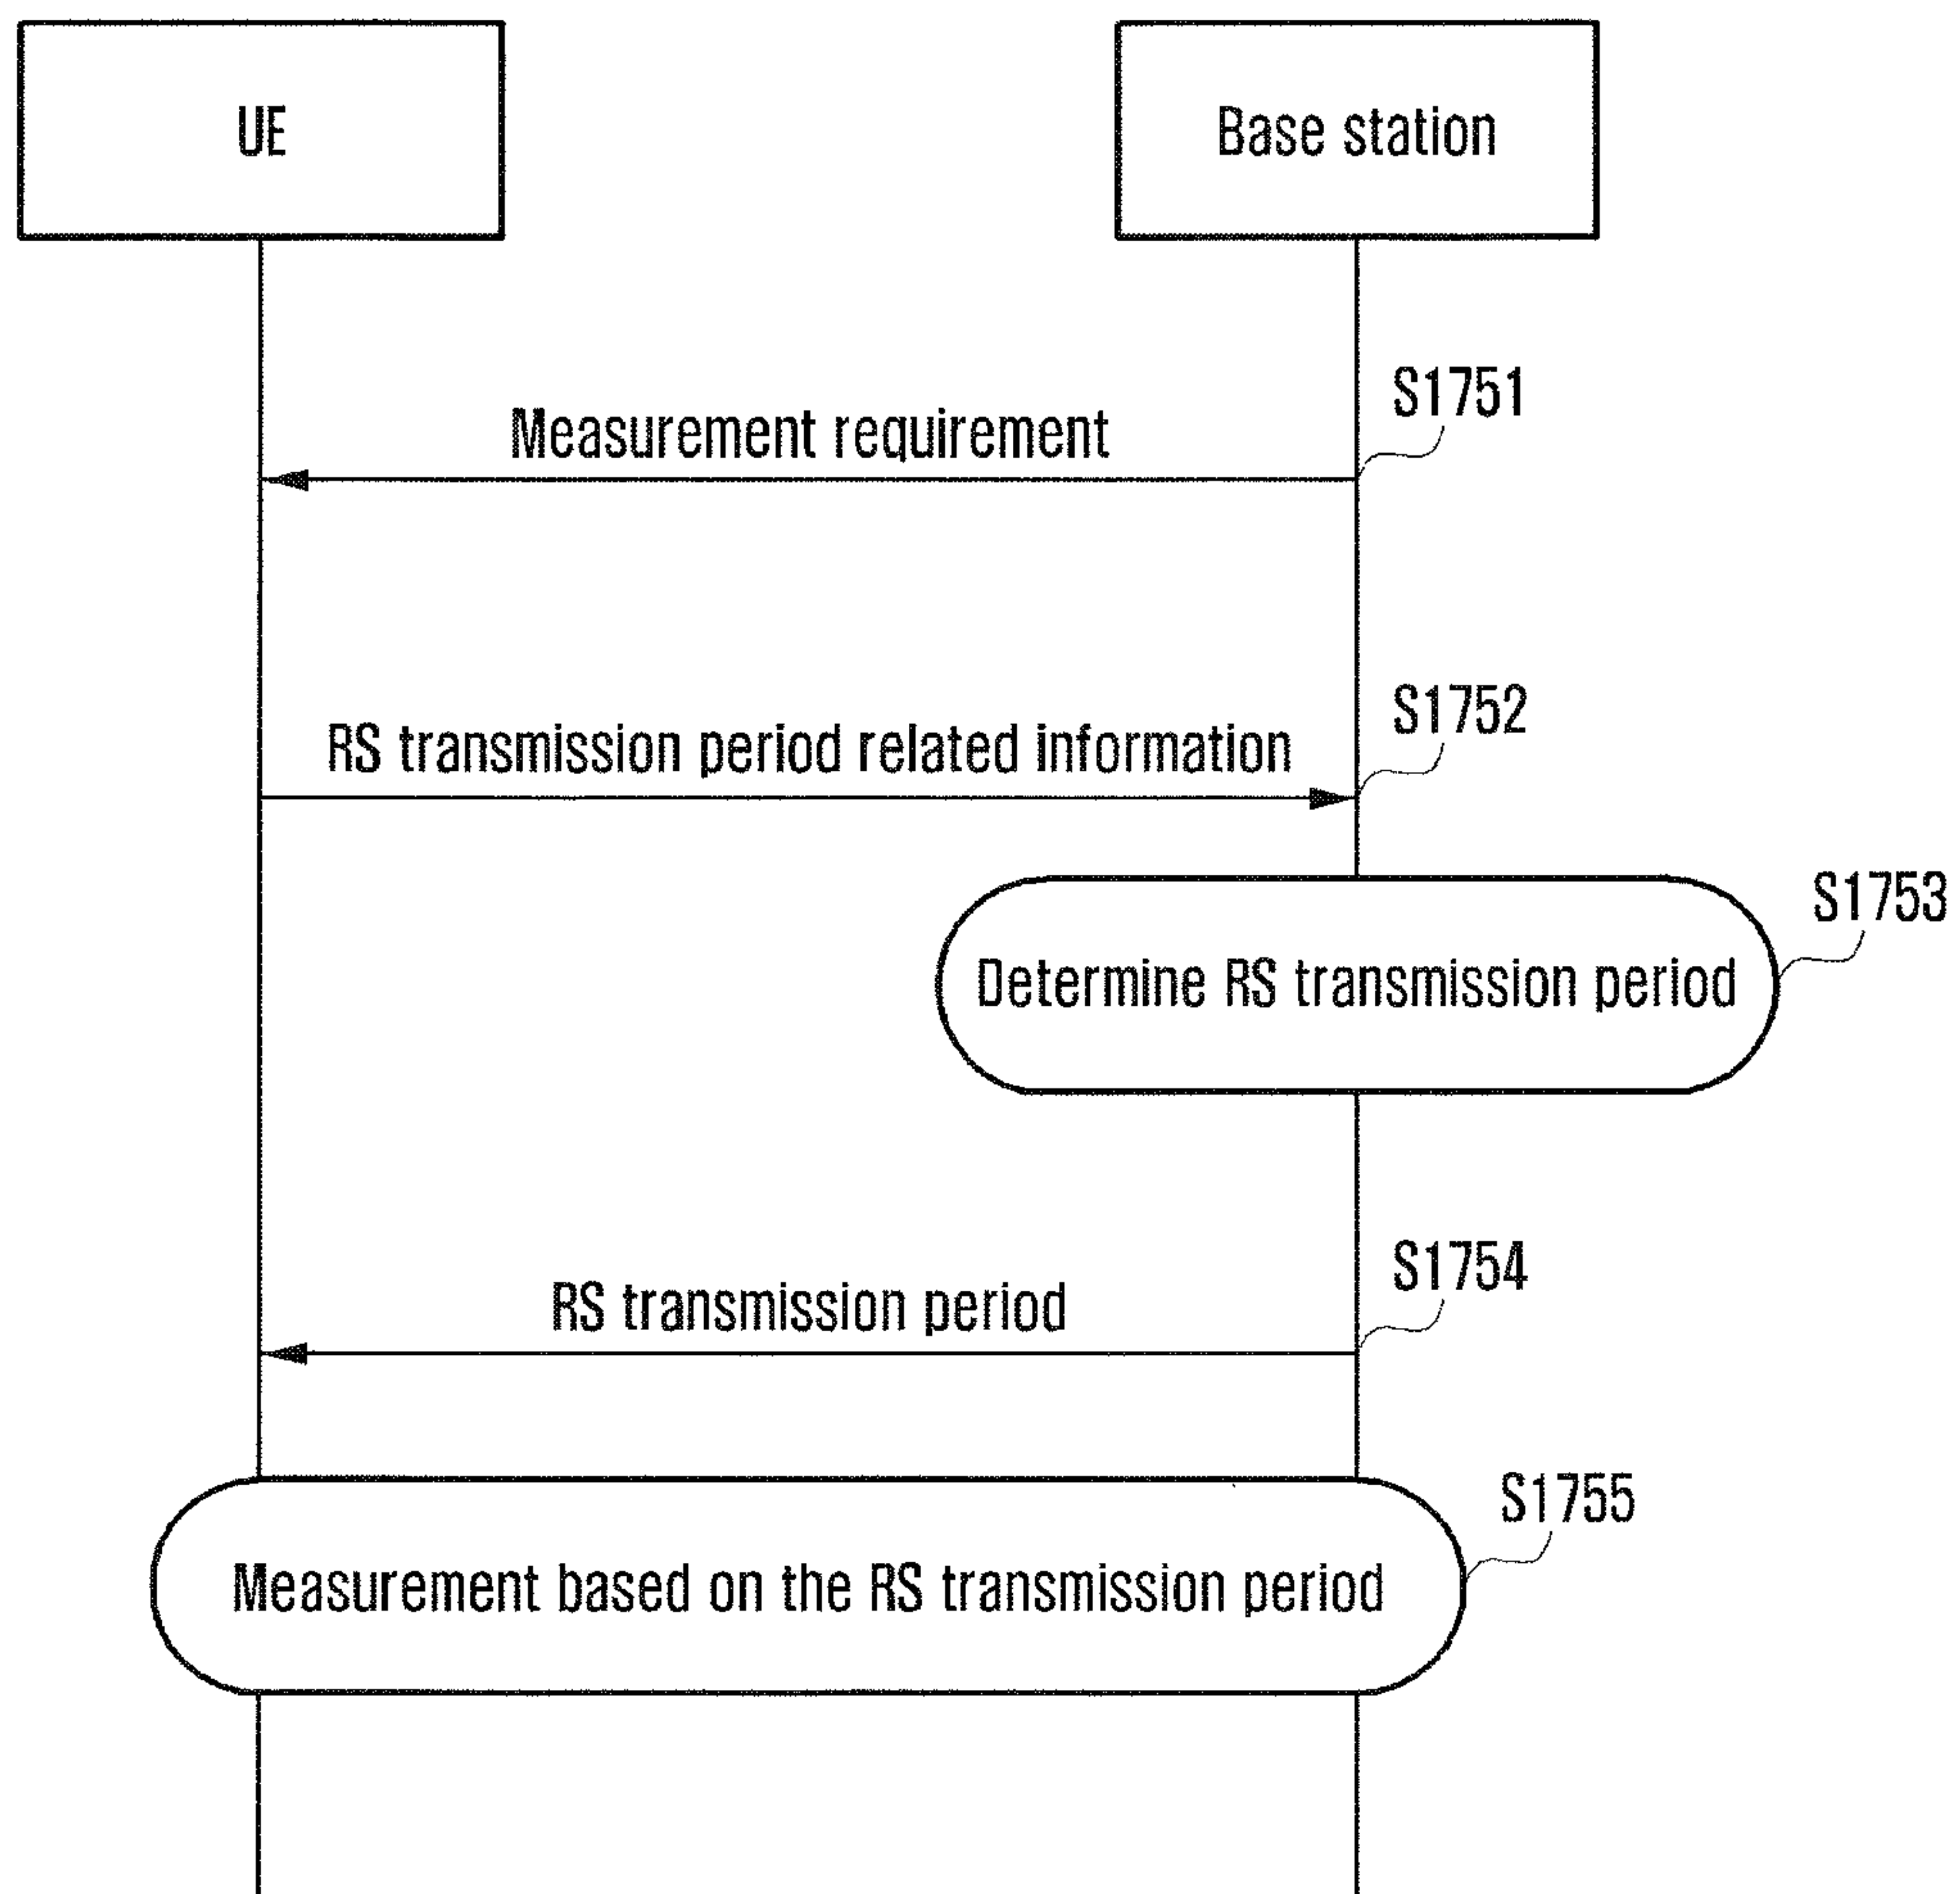 UE
Base station
S1751
Measurement requirement
S1752
RS transmission period related information
S1753
Determine RS transmission period
S1754
RS transmission period
S1755
Measurement based on the RS transmission period